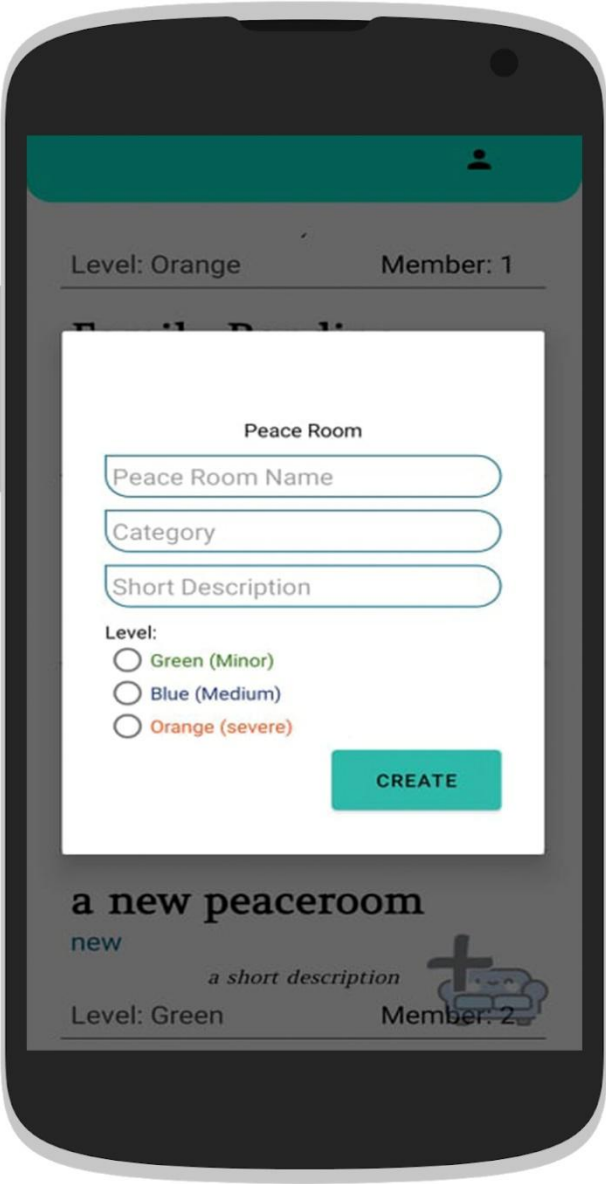 Level: Orange Member: 1
Peace Room
Peace Room Name
Category
Short Description
Level:
Green (Minor)
Blue (Medium)
Orange (severe)
CREATE
a new peaceroom
new
a short description
Level: Green Member: 2